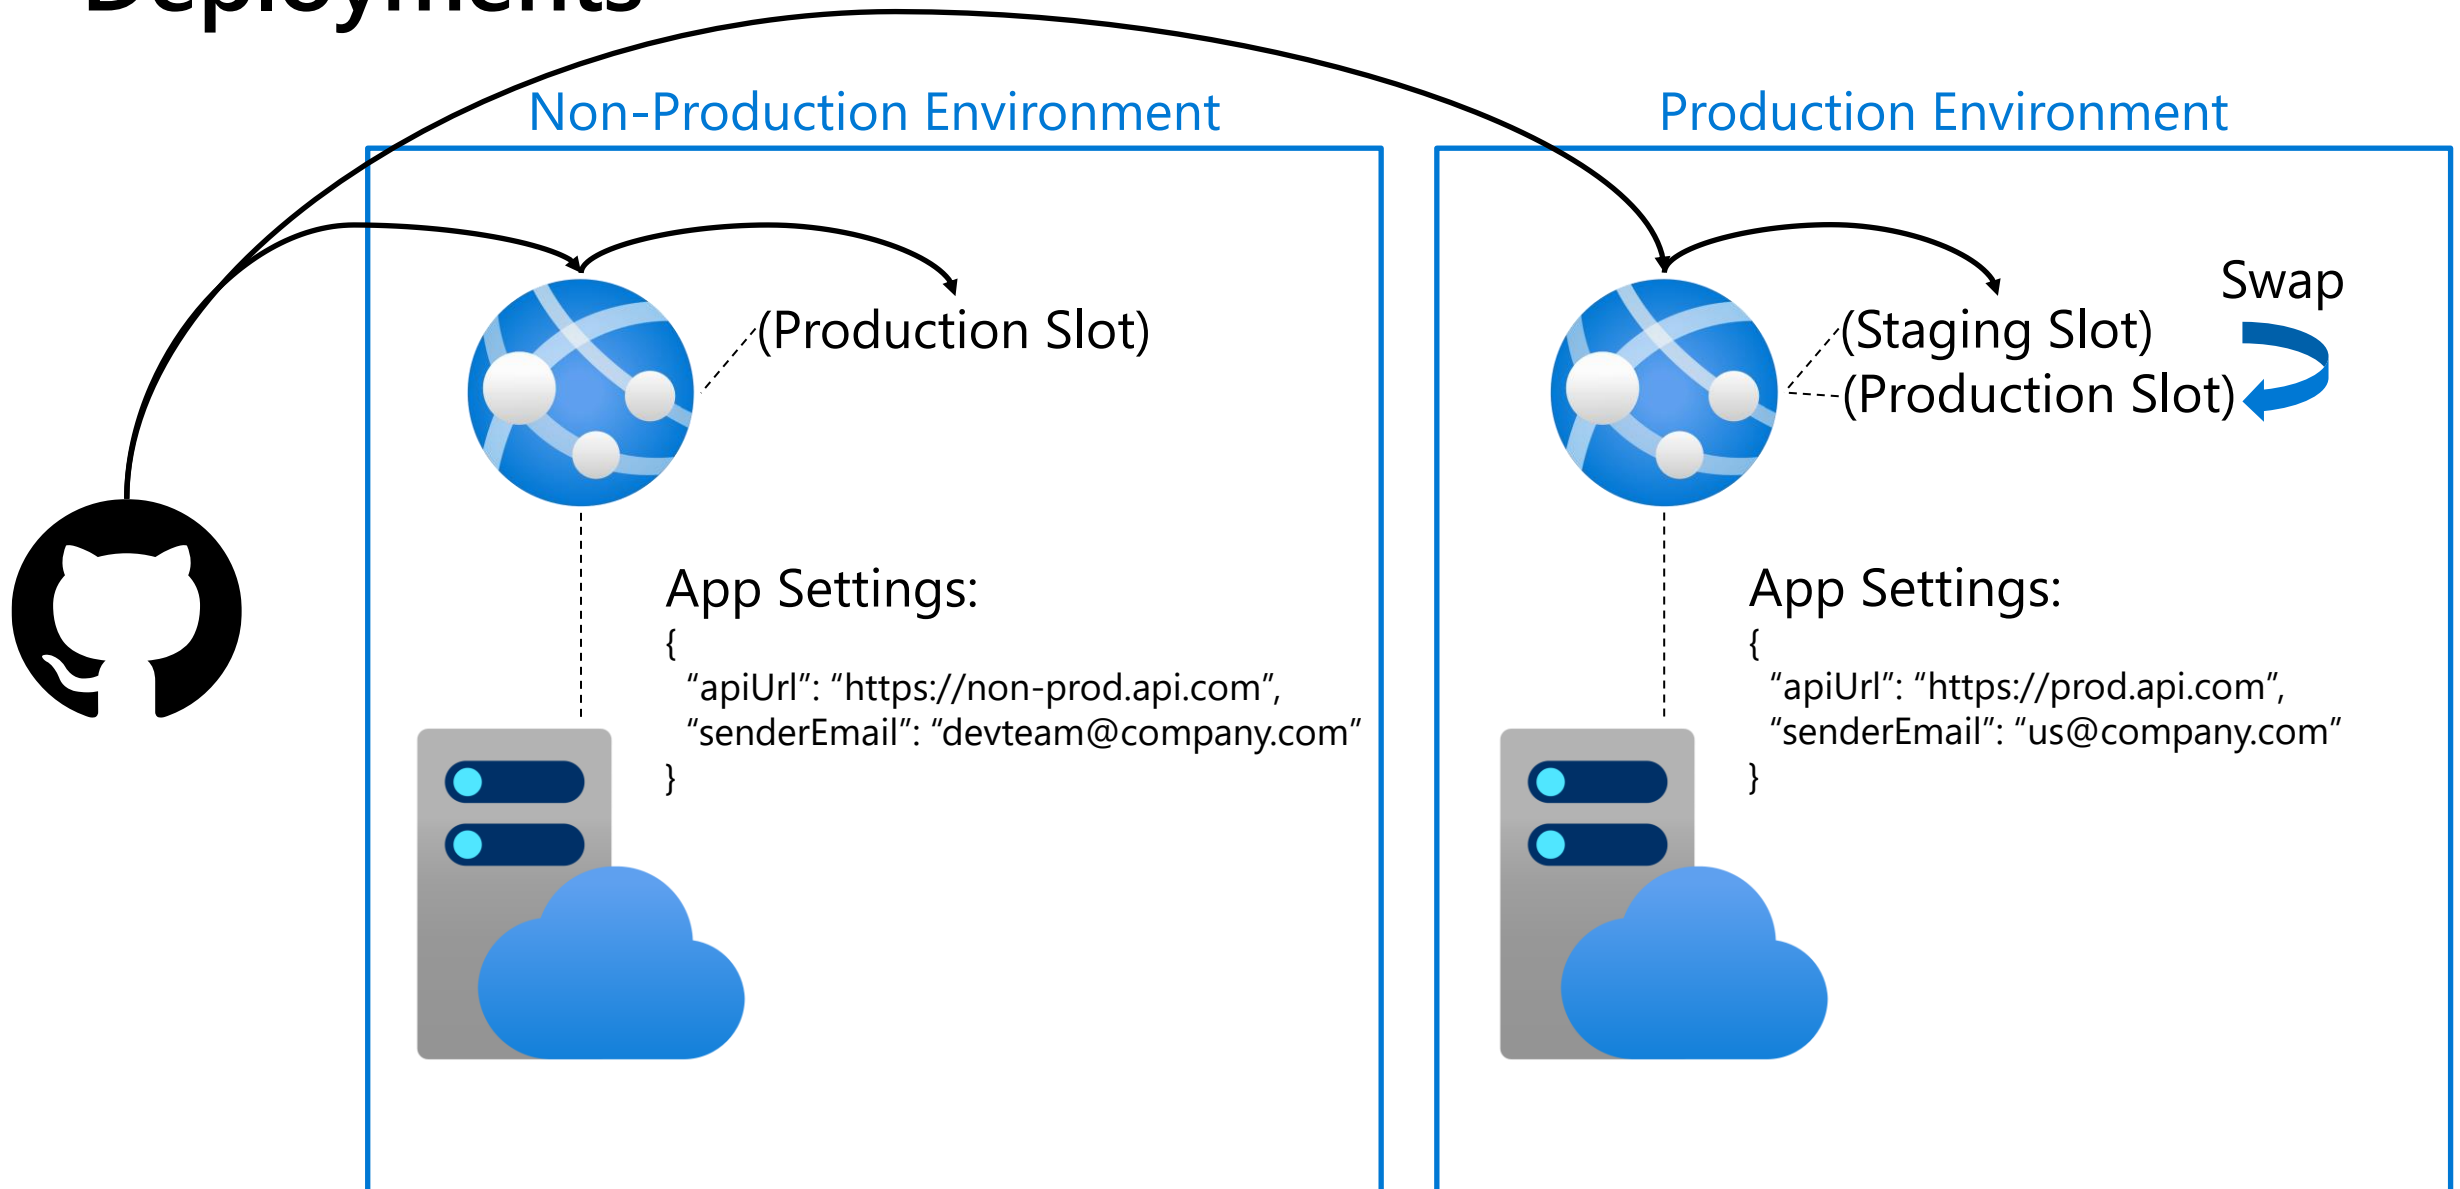 Deployments
Non-Production Environment
Production Environment
(Production Slot)
Swap
(Staging Slot)
(Production Slot)
App Settings:
{
“apiUrl”: “https://non-prod.api.com”,
“senderEmail”: “devteam@company.com”
}
App Settings:
{
“apiUrl”: “https://prod.api.com”,
“senderEmail”: “us@company.com”
}